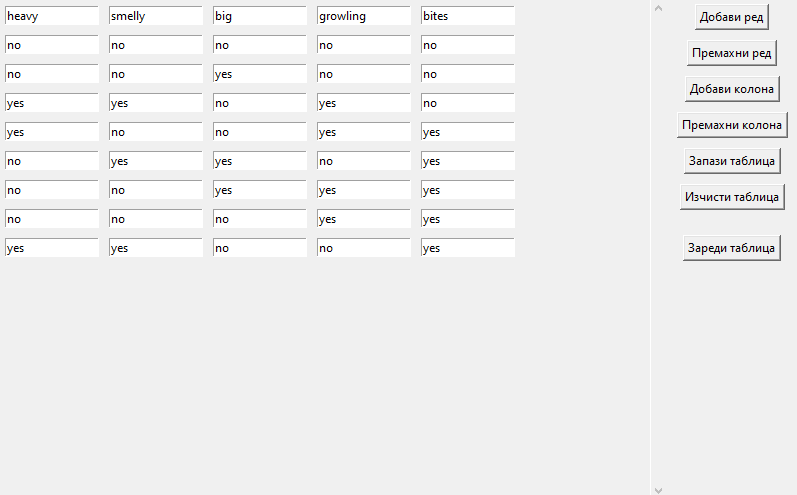 heavy smelly big growling bites
no no no no no
no no yes no no
yes yes no yes no
yes no no yes yes
no yes yes no yes
no no yes yes yes
no no no yes yes
yes yes no no yes
Добави ред
Премахни ред
Добави колона
Премахни колона
Запази таблица
Изчисти таблица
Зареди таблица